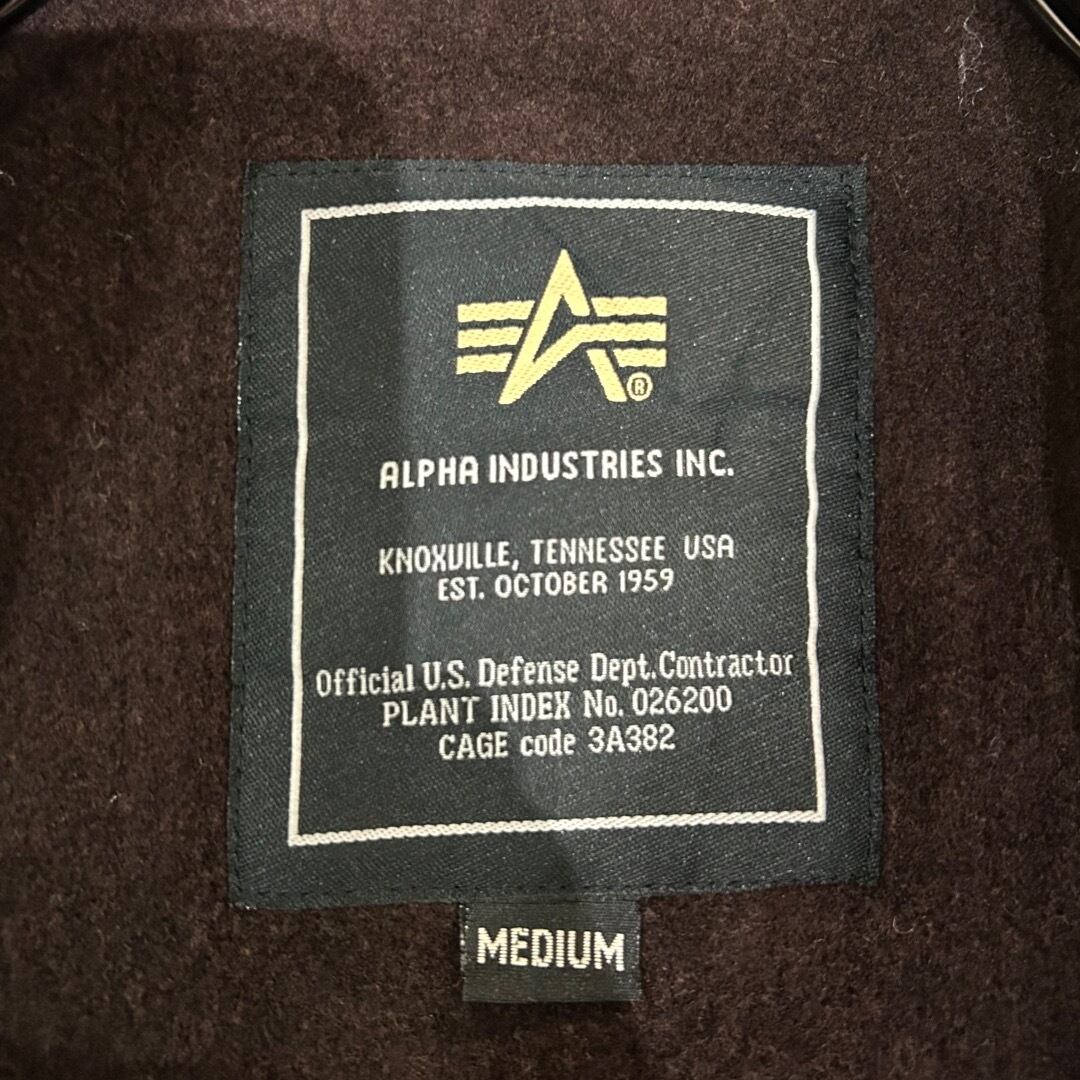 ®
ALPHA INDUSTRIES INC.
KNOXVILLE, TENNESSEE USA
EST. OCTOBER 1959
Official U.S. Defense Dept.Contractor
PLANT INDEX No. 026200
CAGE code 3A382
MEDIUM